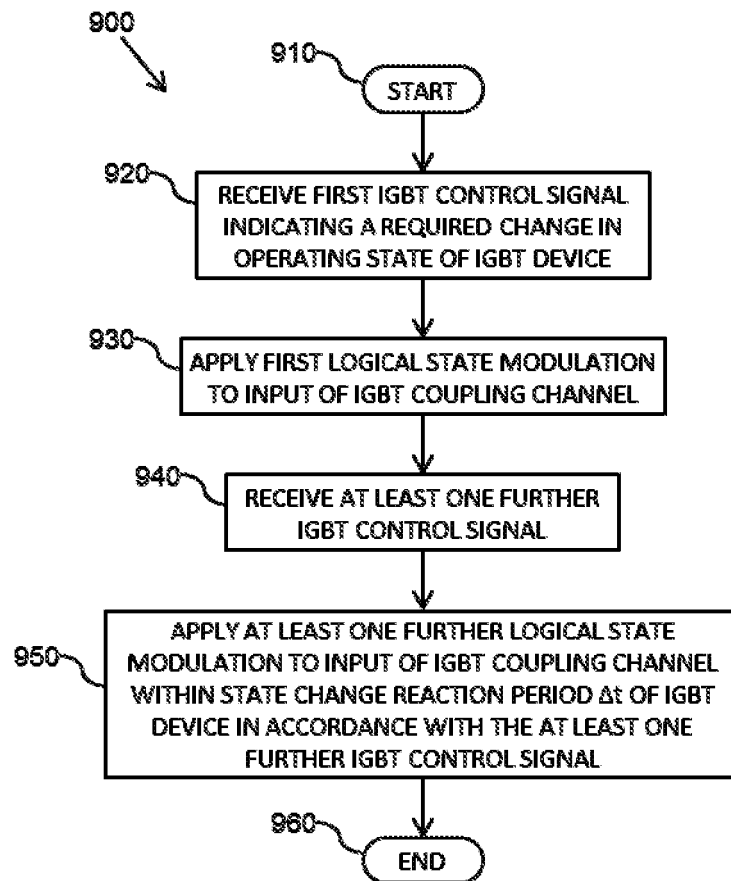 900
910
START
920
RECEIVE FIRST IGBT CONTROL SIGNAL
INDICATING A REQUIRED CHANGE IN
OPERATING STATE OF IGBT DEVICE
930
APPLY FIRST LOGICAL STATE MODULATION
TO INPUT OF IGBT COUPLING CHANNEL
940
RECEIVE AT LEAST ONE FURTHER
IGBT CONTROL SIGNAL
950
APPLY AT LEAST ONE FURTHER LOGICAL STATE
MODULATION TO INPUT OF IGBT COUPLING CHANNEL
WITHIN STATE CHANGE REACTION PERIOD Δt OF IGBT
DEVICE IN ACCORDANCE WITH THE AT LEAST ONE
FURTHER IGBT CONTROL SIGNAL
960
END